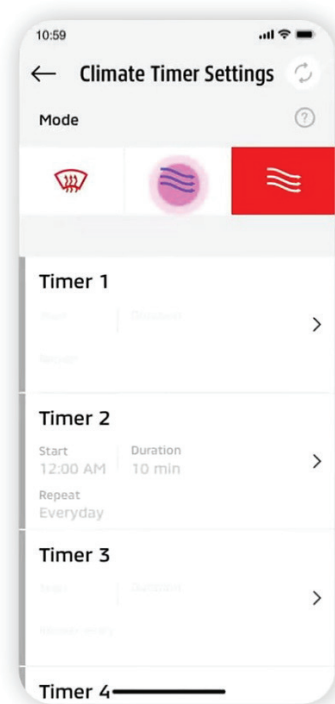 10:59
Climate Timer Settings
Mode
?
Timer 1
Timer 2
Start Duration
12:00 AM 10 min
Repeat
Everyday
Timer 3
Timer 4